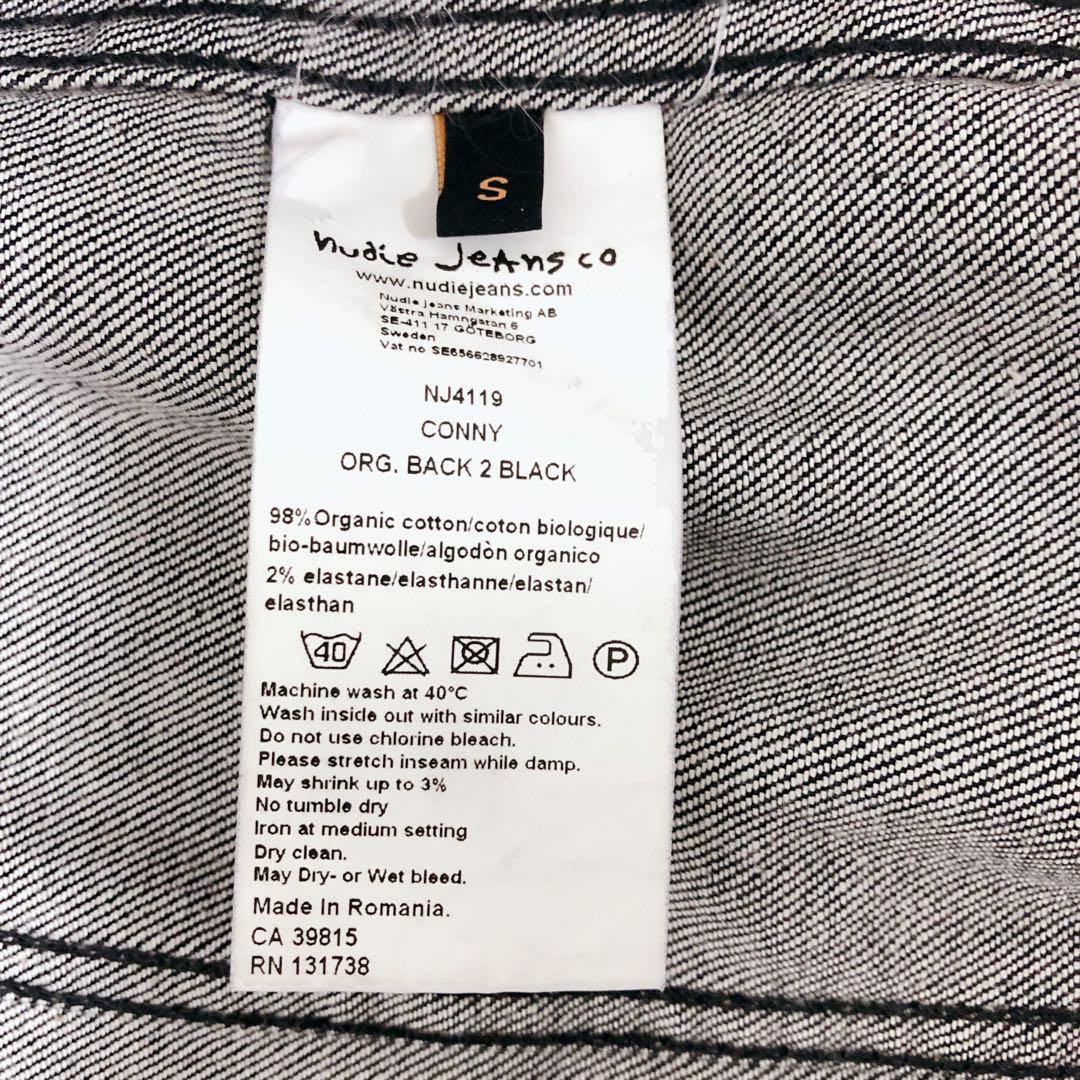 S
nudie jeans co
www.nudiejeans.com
Nudie Jeans Marketing AB
Västra Hamngatan 6
SE-411 17 GÖTEBORG
Sweden
Vat no SE656628927701
NJ4119
CONNY
ORG. BACK 2 BLACK
98% Organic cotton/coton biologique/
bio-baumwolle/algodòn organico
2% elastane/elasthanne/elastan/
elasthan
40 P
Machine wash at 40°C
Wash inside out with similar colours.
Do not use chlorine bleach.
Please stretch inseam while damp.
May shrink up to 3%
No tumble dry
Iron at medium setting
Dry clean.
May Dry- or Wet bleed.
Made In Romania.
CA 39815
RN 131738